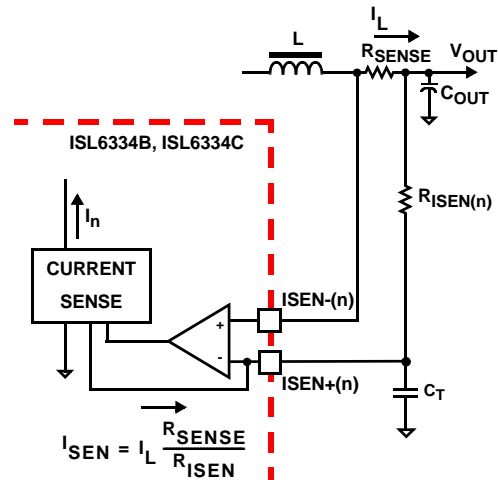 I_L
L
R_SENSE
V_OUT
C_OUT
ISL6334B, ISL6334C
R_ISEN(n)
I_n
CURRENT
SENSE
+
ISEN-(n)
-
ISEN+(n)
C_T
I_SEN = I_L R_SENSE / R_ISEN